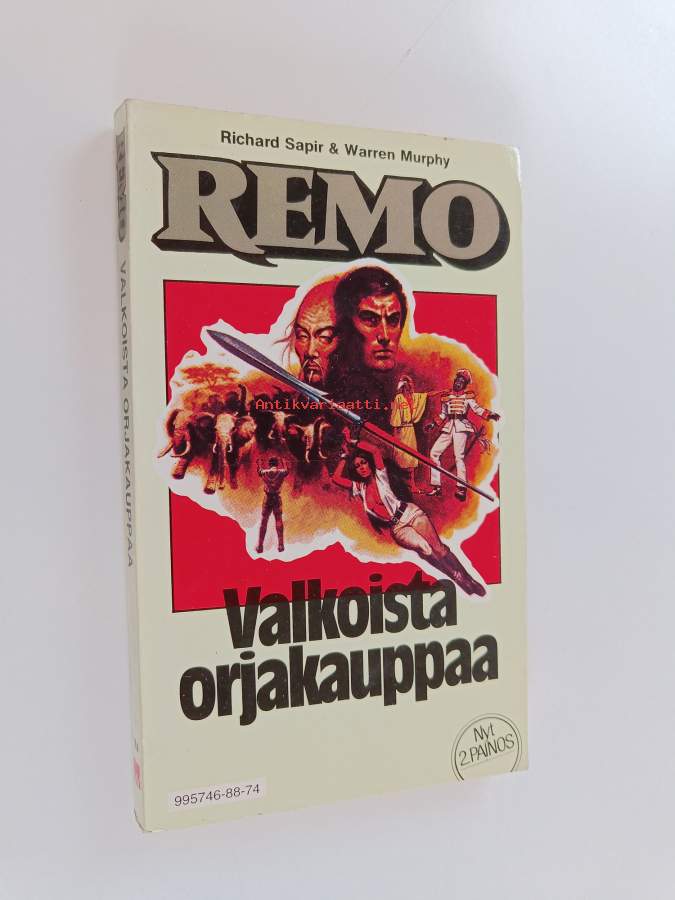 Richard Sapir & Warren Murphy
REMO
Antikvariaatti.net
Valkoista
orjakauppaa
Nyt
2.PAINOS
995746-88-74
REMO VALKOISTA ORJAKAUPPAA